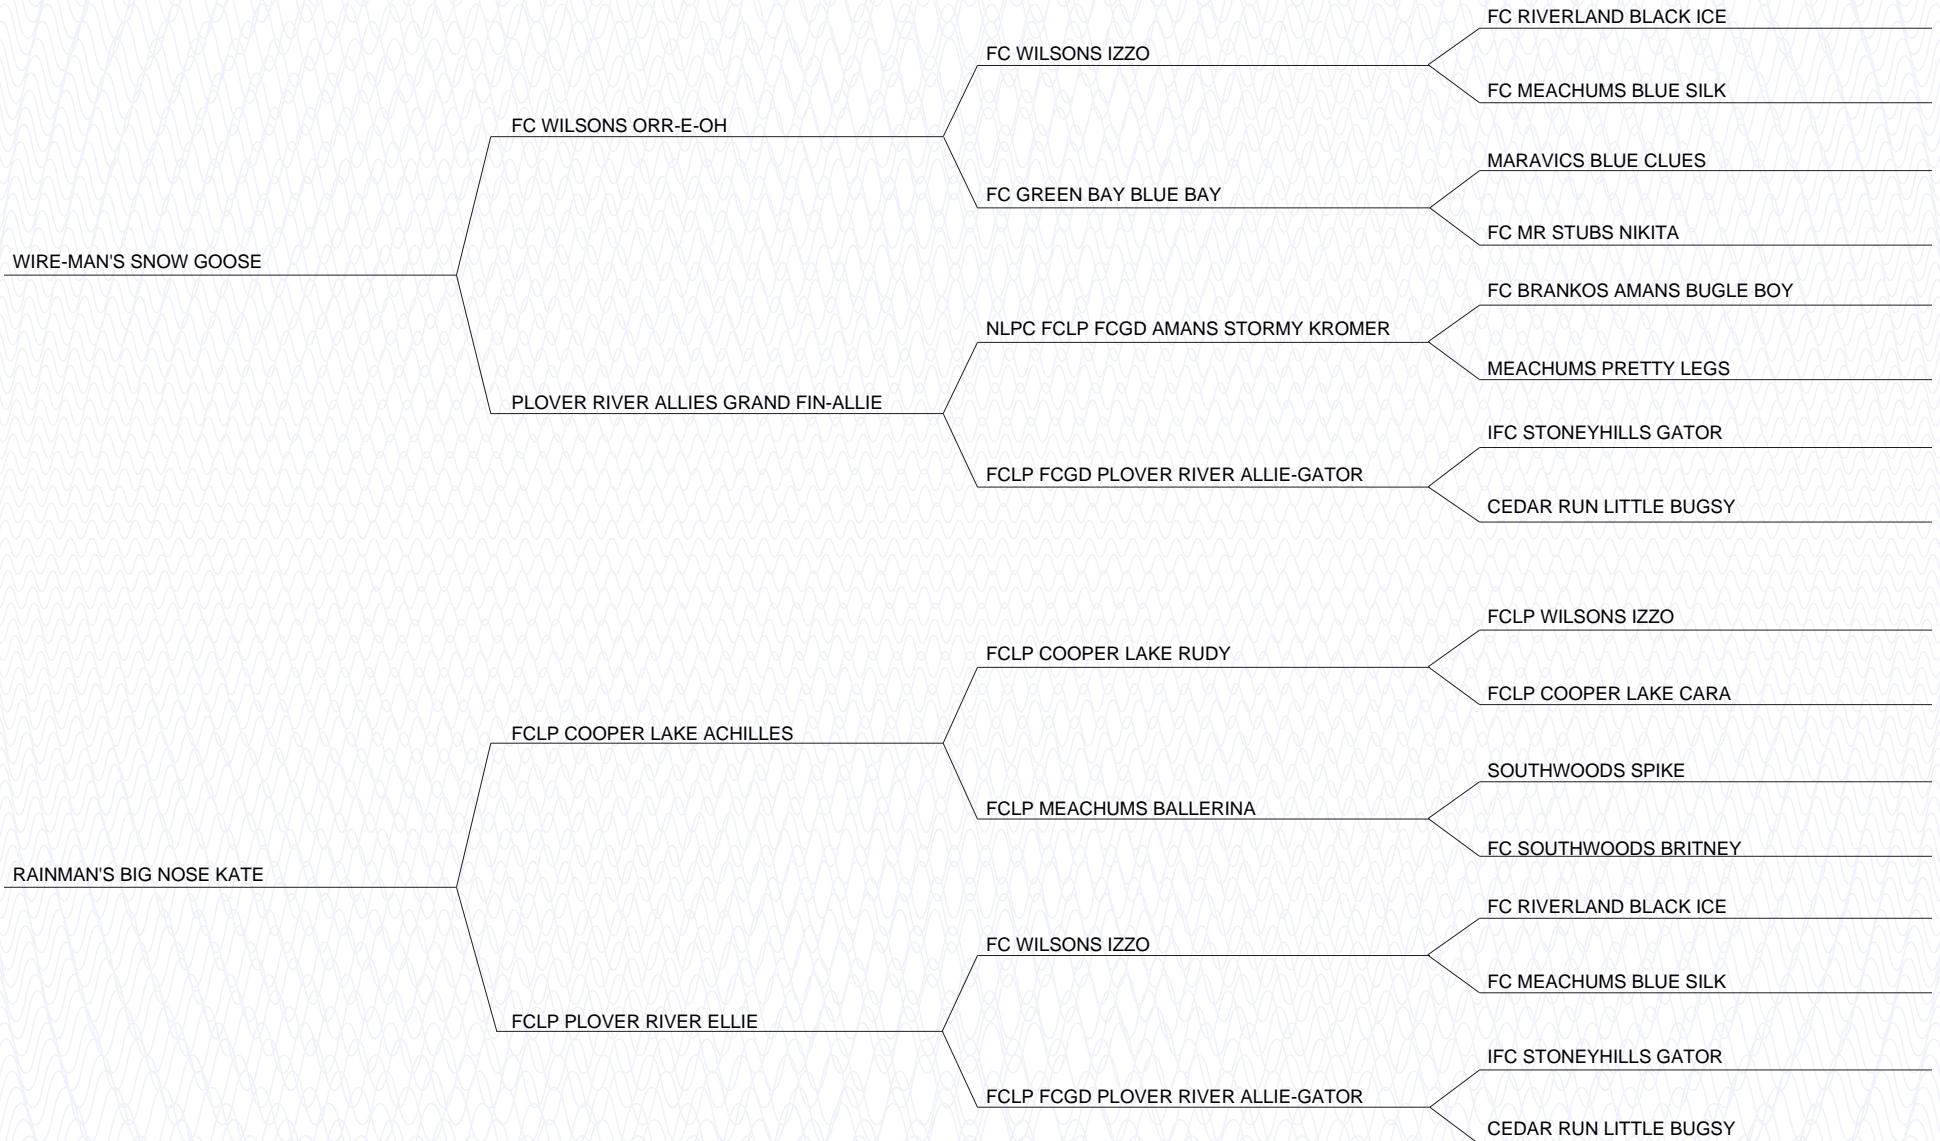 FC RIVERLAND BLACK ICE
FC WILSONS IZZO
FC MEACHUMS BLUE SILK
FC WILSONS ORR-E-OH
MARAVICS BLUE CLUES
FC GREEN BAY BLUE BAY
FC MR STUBS NIKITA
WIRE-MAN'S SNOW GOOSE
FC BRANKOS AMANS BUGLE BOY
NLPC FCLP FCGD AMANS STORMY KROMER
MEACHUMS PRETTY LEGS
PLOVER RIVER ALLIES GRAND FIN-ALLIE
IFC STONEYHILLS GATOR
FCLP FCGD PLOVER RIVER ALLIE-GATOR
CEDAR RUN LITTLE BUGSY
FCLP WILSONS IZZO
FCLP COOPER LAKE RUDY
FCLP COOPER LAKE CARA
FCLP COOPER LAKE ACHILLES
SOUTHWOODS SPIKE
FCLP MEACHUMS BALLERINA
FC SOUTHWOODS BRITNEY
RAINMAN'S BIG NOSE KATE
FC RIVERLAND BLACK ICE
FC WILSONS IZZO
FC MEACHUMS BLUE SILK
FCLP PLOVER RIVER ELLIE
IFC STONEYHILLS GATOR
FCLP FCGD PLOVER RIVER ALLIE-GATOR
CEDAR RUN LITTLE BUGSY